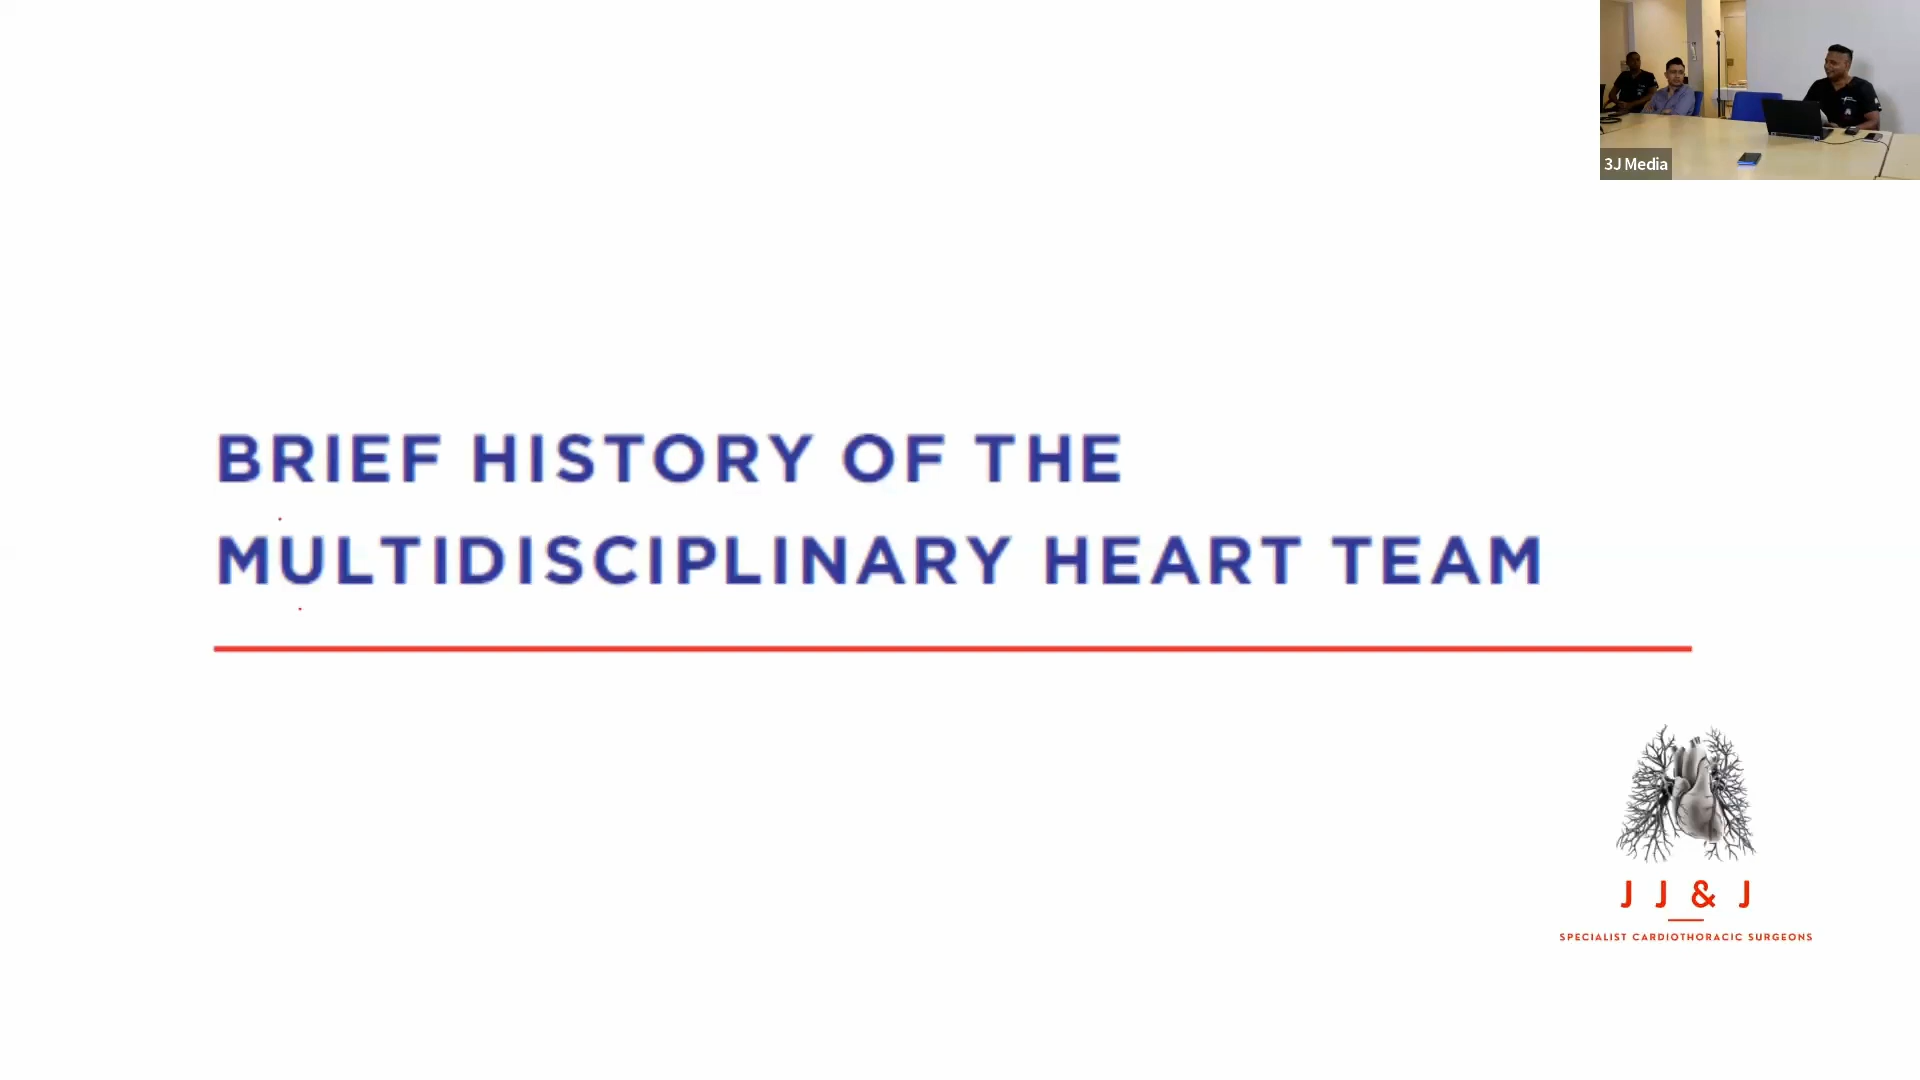 3J Media
BRIEF HISTORY OF THE
MULTIDISCIPLINARY HEART TEAM
J J & J
SPECIALIST CARDIOTHORACIC SURGEONS